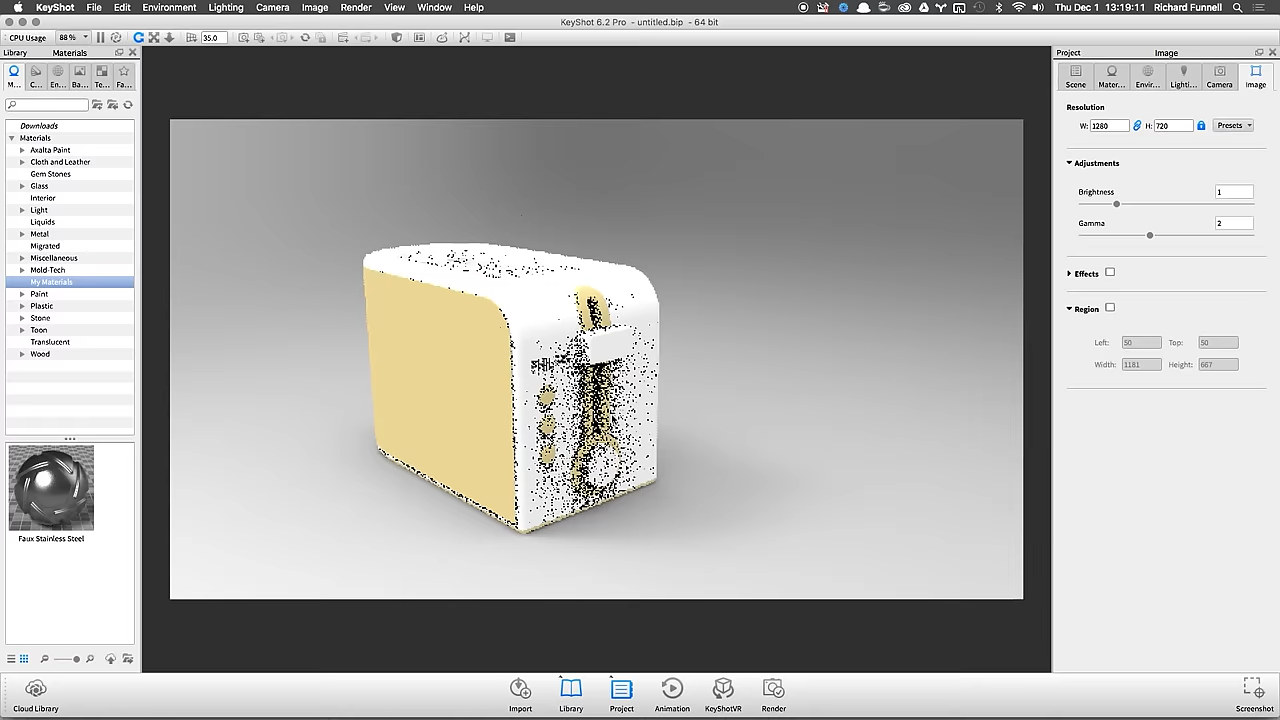 KeyShot File Edit Environment Lighting Camera Image Render View Window Help Thu Dec 1 13:19:11 Richard Funnell
KeyShot 6.2 Pro - untitled.bip - 64 bit
CPU Usage 88 % 35.0
Library Materials
M... C... En... Ba... Te... Fa...
Downloads
Materials
Axalta Paint
Cloth and Leather
Gem Stones
Glass
Interior
Light
Liquids
Metal
Migrated
Miscellaneous
Mold-Tech
My Materials
Paint
Plastic
Stone
Toon
Translucent
Wood
Faux Stainless Steel
Project Image
Scene Mater... Envir... Lighti... Camera Image
Resolution
W: 1280 H: 720 Presets
Adjustments
Brightness 1
Gamma 2
Effects
Region
Left: 50 Top: 50
Width: 1181 Height: 667
Cloud Library Import Library Project Animation KeyShotVR Render Screenshot